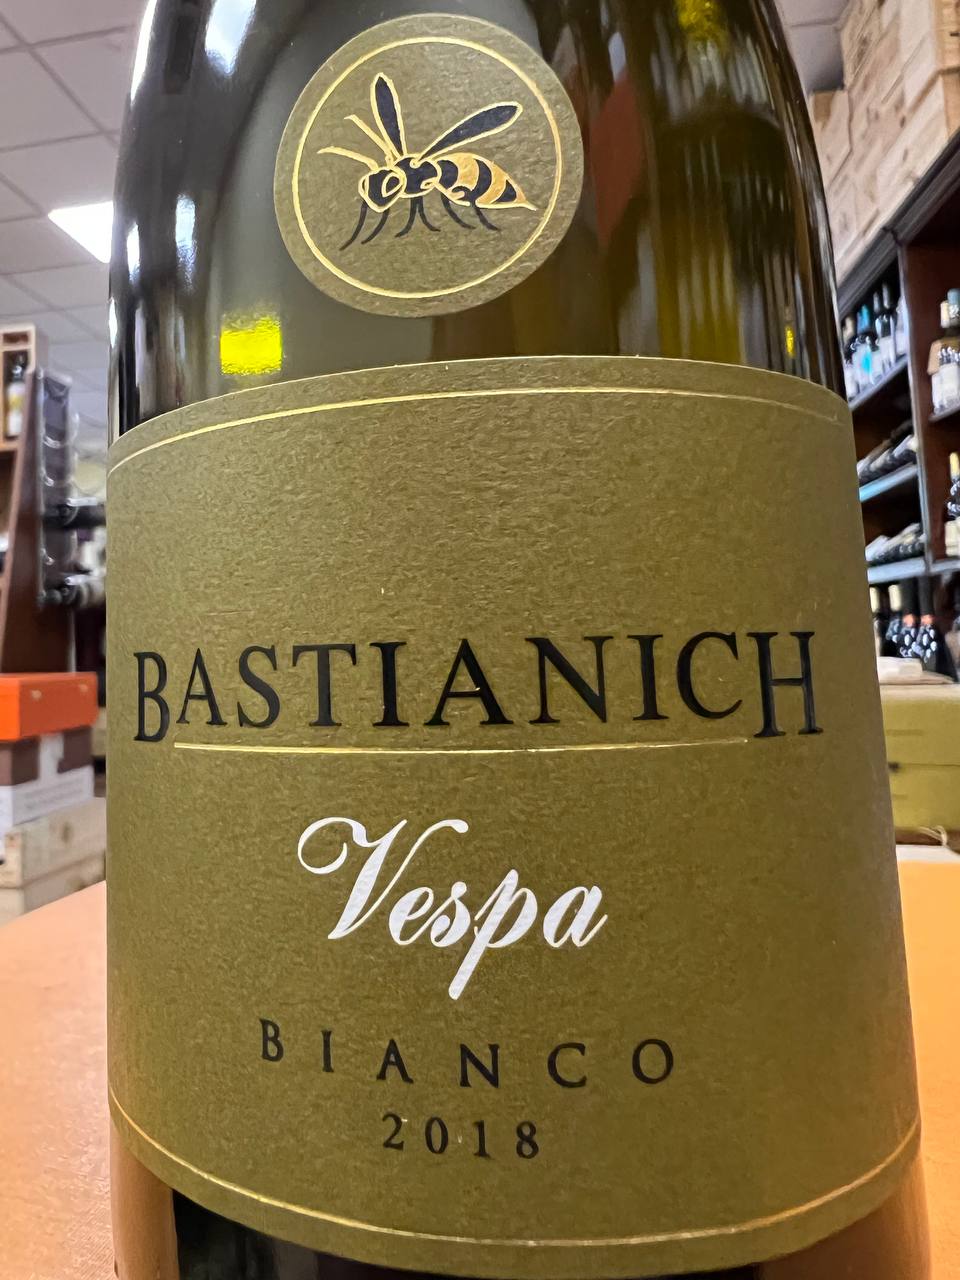 BASTIANICH
Vespa
BIANCO
2018